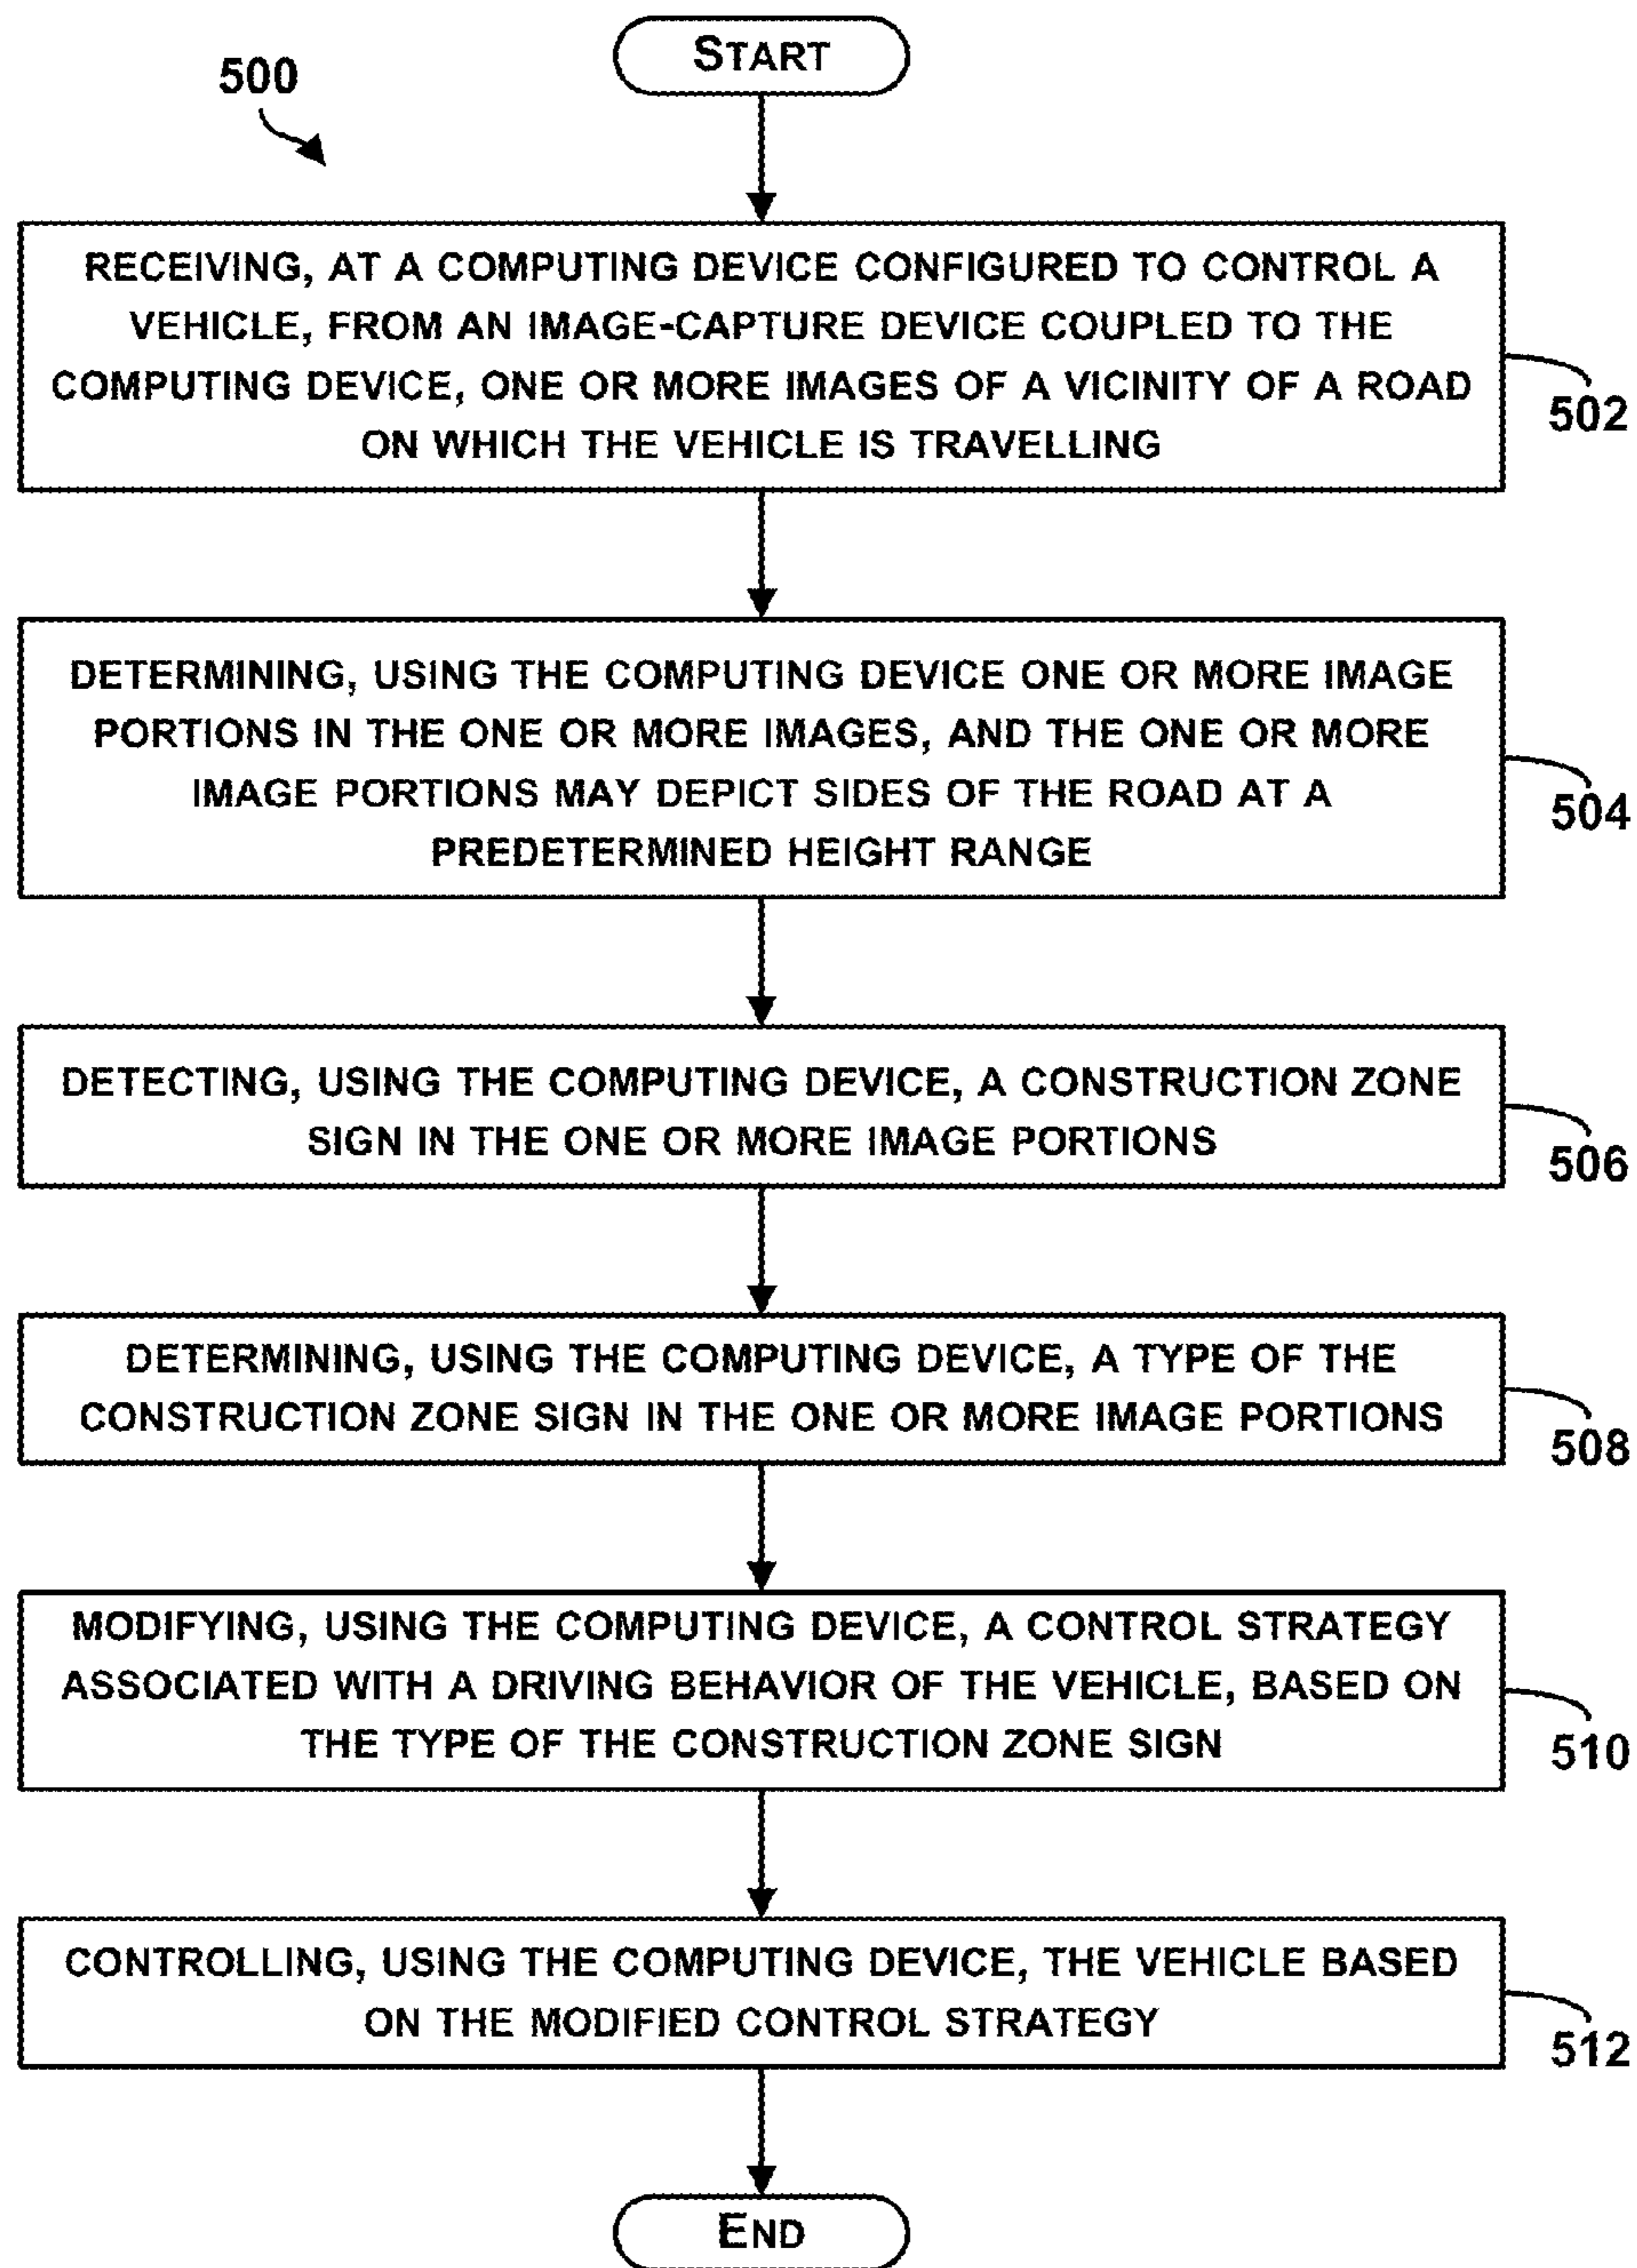 START
500
RECEIVING, AT A COMPUTING DEVICE CONFIGURED TO CONTROL A
VEHICLE, FROM AN IMAGE-CAPTURE DEVICE COUPLED TO THE
COMPUTING DEVICE, ONE OR MORE IMAGES OF A VICINITY OF A ROAD
ON WHICH THE VEHICLE IS TRAVELLING
502
DETERMINING, USING THE COMPUTING DEVICE ONE OR MORE IMAGE
PORTIONS IN THE ONE OR MORE IMAGES, AND THE ONE OR MORE
IMAGE PORTIONS MAY DEPICT SIDES OF THE ROAD AT A
PREDETERMINED HEIGHT RANGE
504
DETECTING, USING THE COMPUTING DEVICE, A CONSTRUCTION ZONE
SIGN IN THE ONE OR MORE IMAGE PORTIONS
506
DETERMINING, USING THE COMPUTING DEVICE, A TYPE OF THE
CONSTRUCTION ZONE SIGN IN THE ONE OR MORE IMAGE PORTIONS
508
MODIFYING, USING THE COMPUTING DEVICE, A CONTROL STRATEGY
ASSOCIATED WITH A DRIVING BEHAVIOR OF THE VEHICLE, BASED ON
THE TYPE OF THE CONSTRUCTION ZONE SIGN
510
CONTROLLING, USING THE COMPUTING DEVICE, THE VEHICLE BASED
ON THE MODIFIED CONTROL STRATEGY
512
END